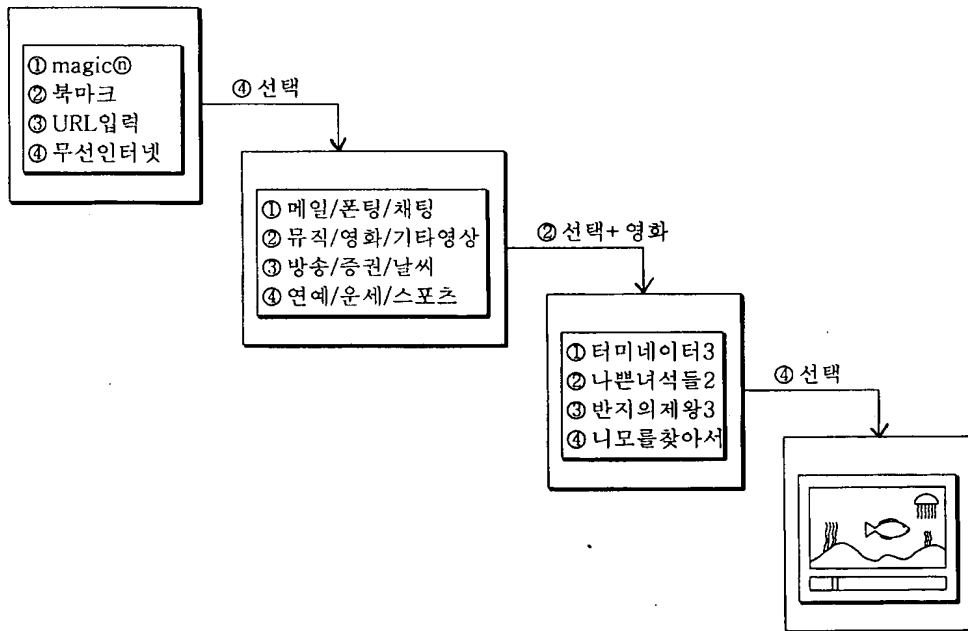 ① magicⓝ
② 북마크
③ URL입력
④ 무선인터넷
④ 선택
① 메일/폰팅/채팅
② 뮤직/영화/기타영상
③ 방송/증권/날씨
④ 연예/운세/스포츠
② 선택+ 영화
① 터미네이터3
② 나쁜녀석들2
③ 반지의제왕3
④ 니모를찾아서
④ 선택